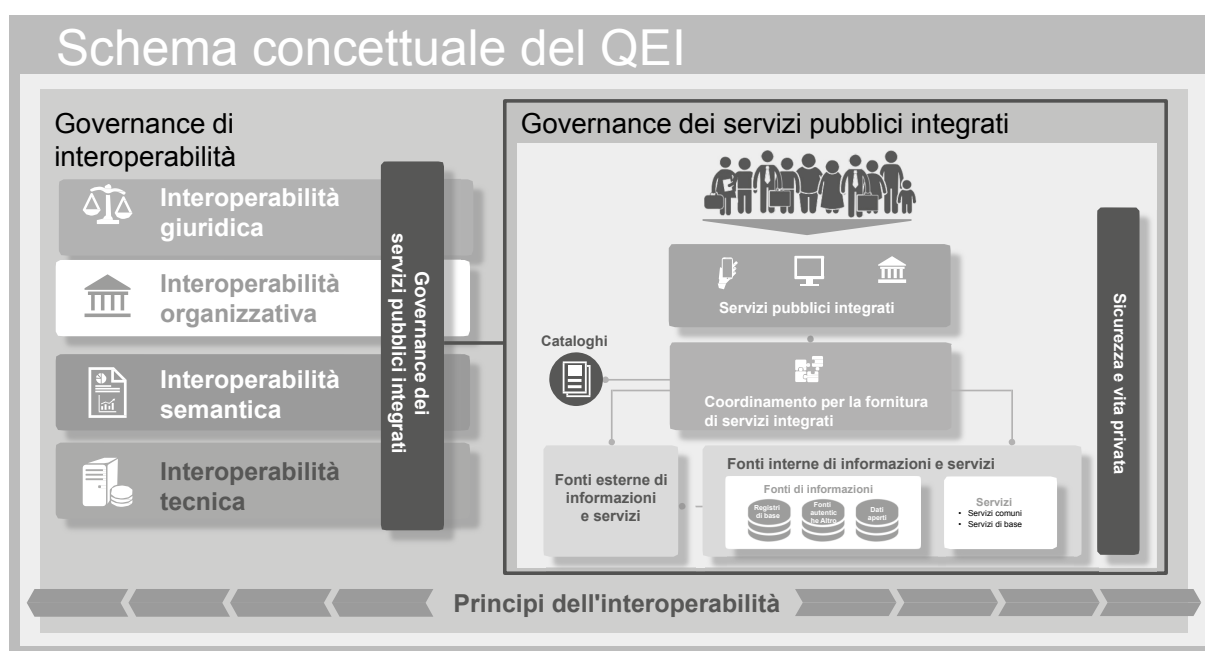 Schema concettuale del QEI
Governance di
interoperabilità
Interoperabilità
giuridica
Interoperabilità
organizzativa
Interoperabilità
semantica
Interoperabilità
tecnica
Governance dei
servizi pubblici integrati
Governance dei servizi pubblici integrati
Servizi pubblici integrati
Cataloghi
Coordinamento per la fornitura
di servizi integrati
Fonti esterne di
informazioni
e servizi
Fonti interne di informazioni e servizi
Fonti di informazioni
Registri
di base
Fonti
autentic
he Altro
Dati
aperti
Servizi
• Servizi comuni
• Servizi di base
Sicurezza e vita privata
Principi dell'interoperabilità